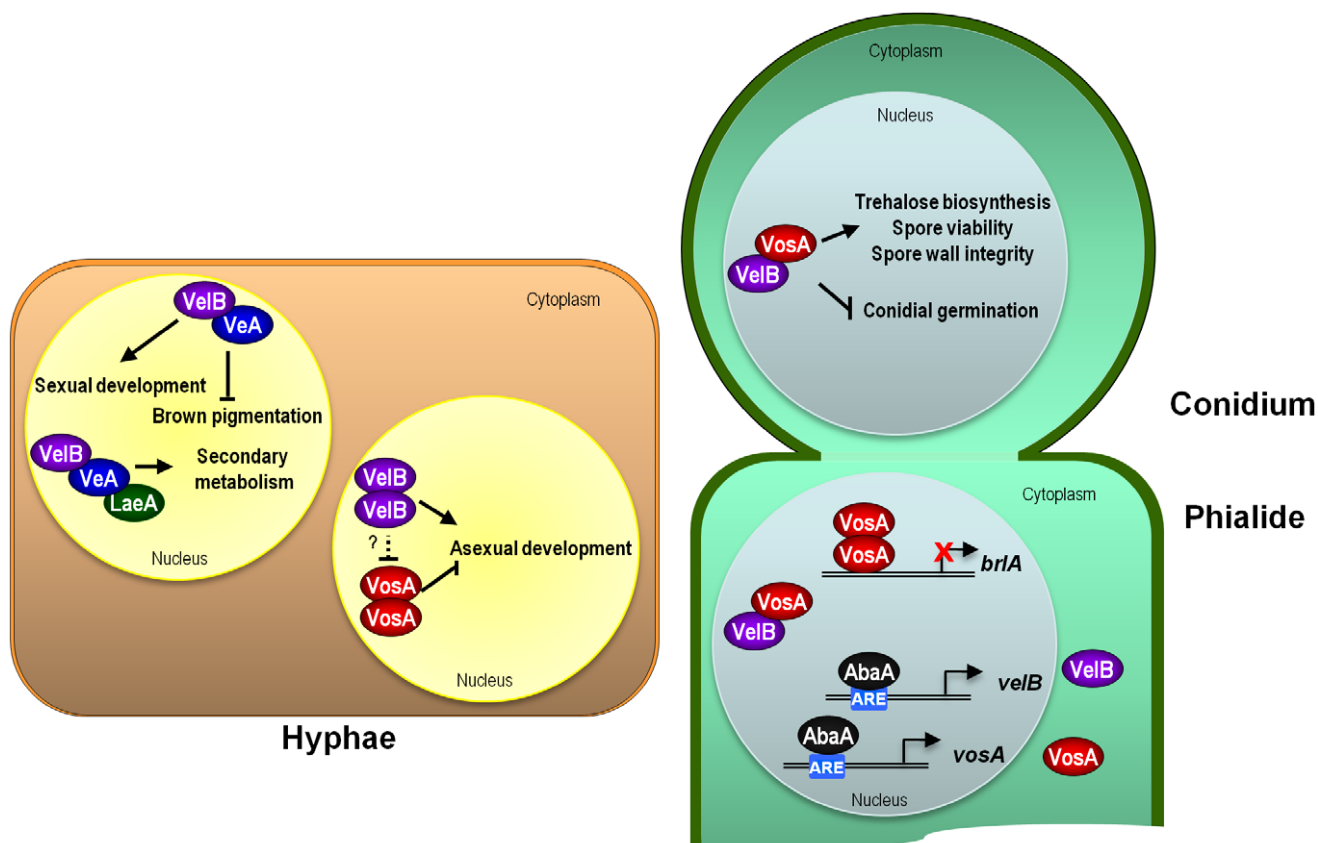 Cytoplasm
VelB
VeA
Sexual development
Brown pigmentation
VelB
VeA
LaeA
Secondary
metabolism
Nucleus
VelB
VelB
?
Asexual development
VosA
VosA
Nucleus
Hyphae
Cytoplasm
Nucleus
Trehalose biosynthesis
Spore viability
Spore wall integrity
VosA
VelB
Conidial germination
Conidium
Cytoplasm
Phialide
VosA
VosA
X
brlA
VosA
VelB
AbaA
ARE
velB
VelB
AbaA
ARE
vosA
VosA
Nucleus